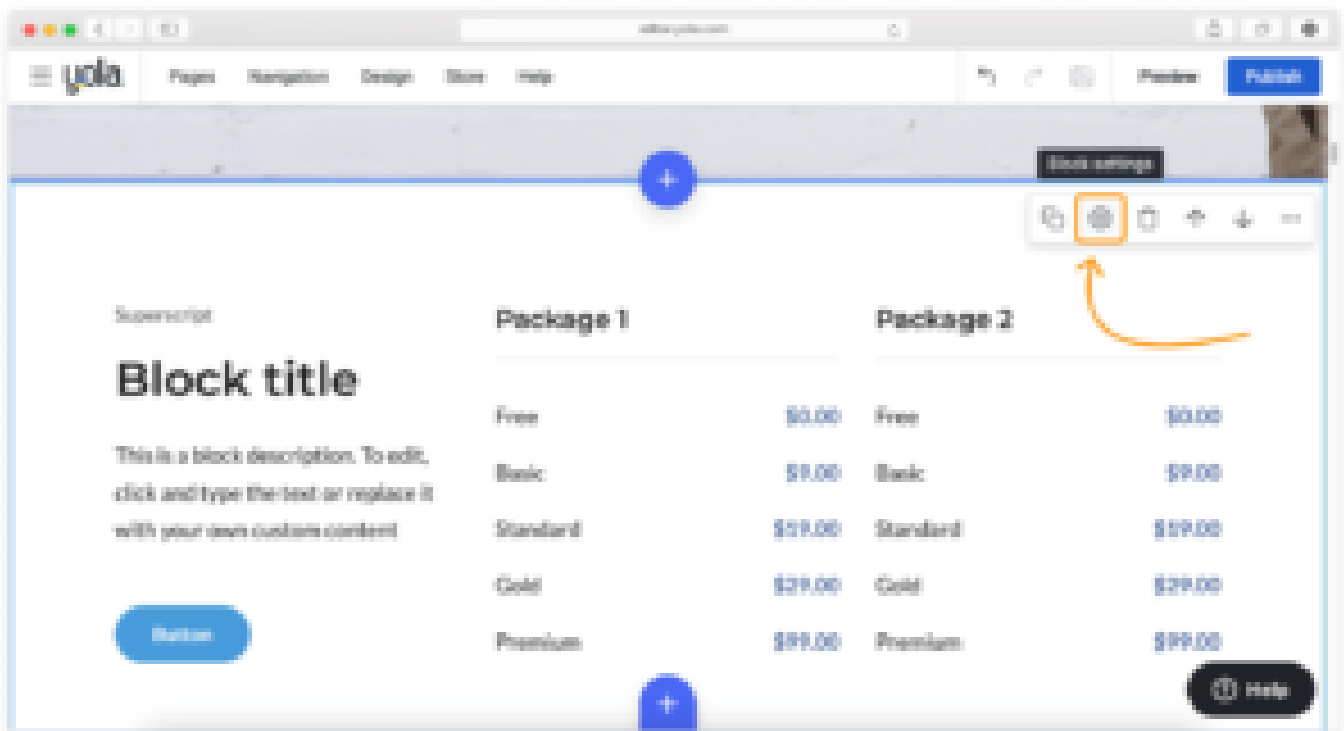 editor.yola.com
yola Pages Navigation Design Store Help Preview Publish
Block settings
Superscript
Block title
This is a block description. To edit,
click and type the text or replace it
with your own custom content
Button
Package 1
Free $0.00
Basic $9.00
Standard $19.00
Gold $29.00
Premium $99.00
Package 2
Free $0.00
Basic $9.00
Standard $19.00
Gold $29.00
Premium $99.00
Help